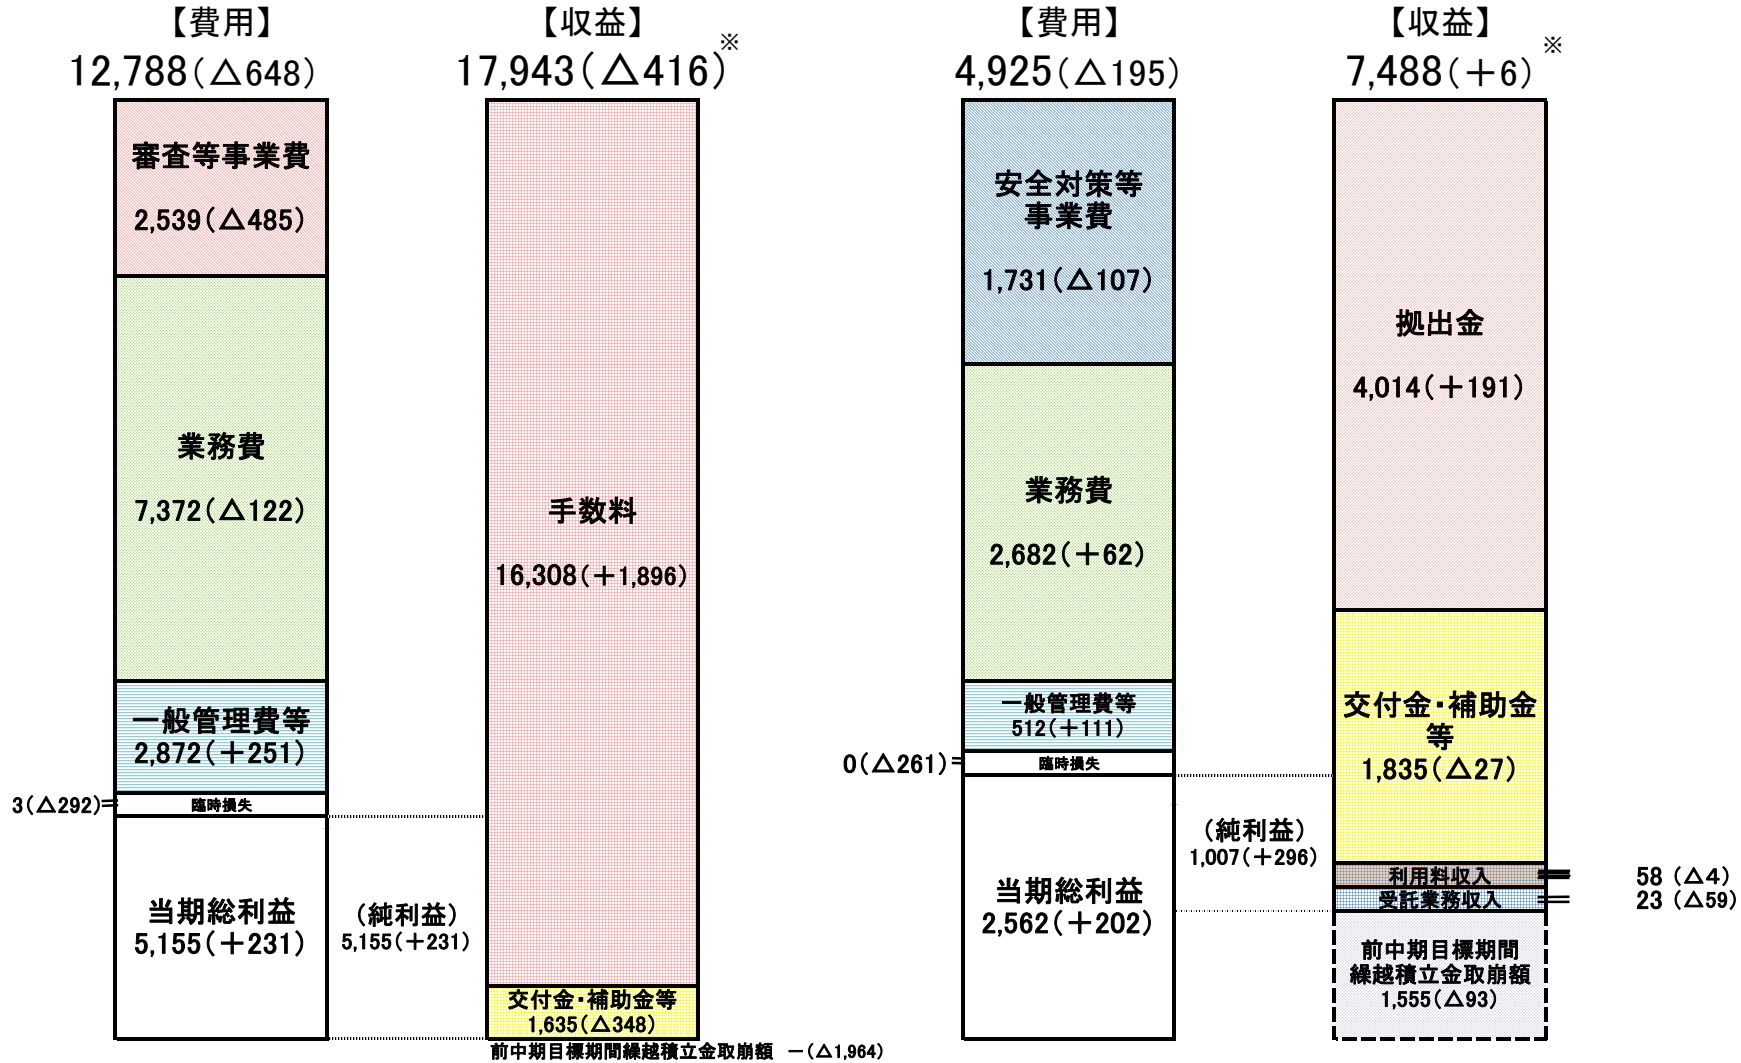 【費用】
12,788(△648)
審査等事業費
2,539(△485)
業務費
7,372(△122)
一般管理費等
2,872(+251)
3(△292)=
臨時損失
当期総利益
5,155(+231)
【収益】
17,943(△416)※
手数料
16,308(+1,896)
(純利益)
5,155(+231)
交付金・補助金等
1,635(△348)
前中期目標期間繰越積立金取崩額 －(△1,964)
【費用】
4,925(△195)
安全対策等
事業費
1,731(△107)
業務費
2,682(+62)
一般管理費等
512(+111)
0(△261)=
臨時損失
当期総利益
2,562(+202)
【収益】
7,488(+6)※
拠出金
4,014(+191)
交付金・補助金
等
1,835(△27)
(純利益)
1,007(+296)
利用料収入
58 (△4)
受託業務収入
23 (△59)
前中期目標期間
繰越積立金取崩額
1,555(△93)